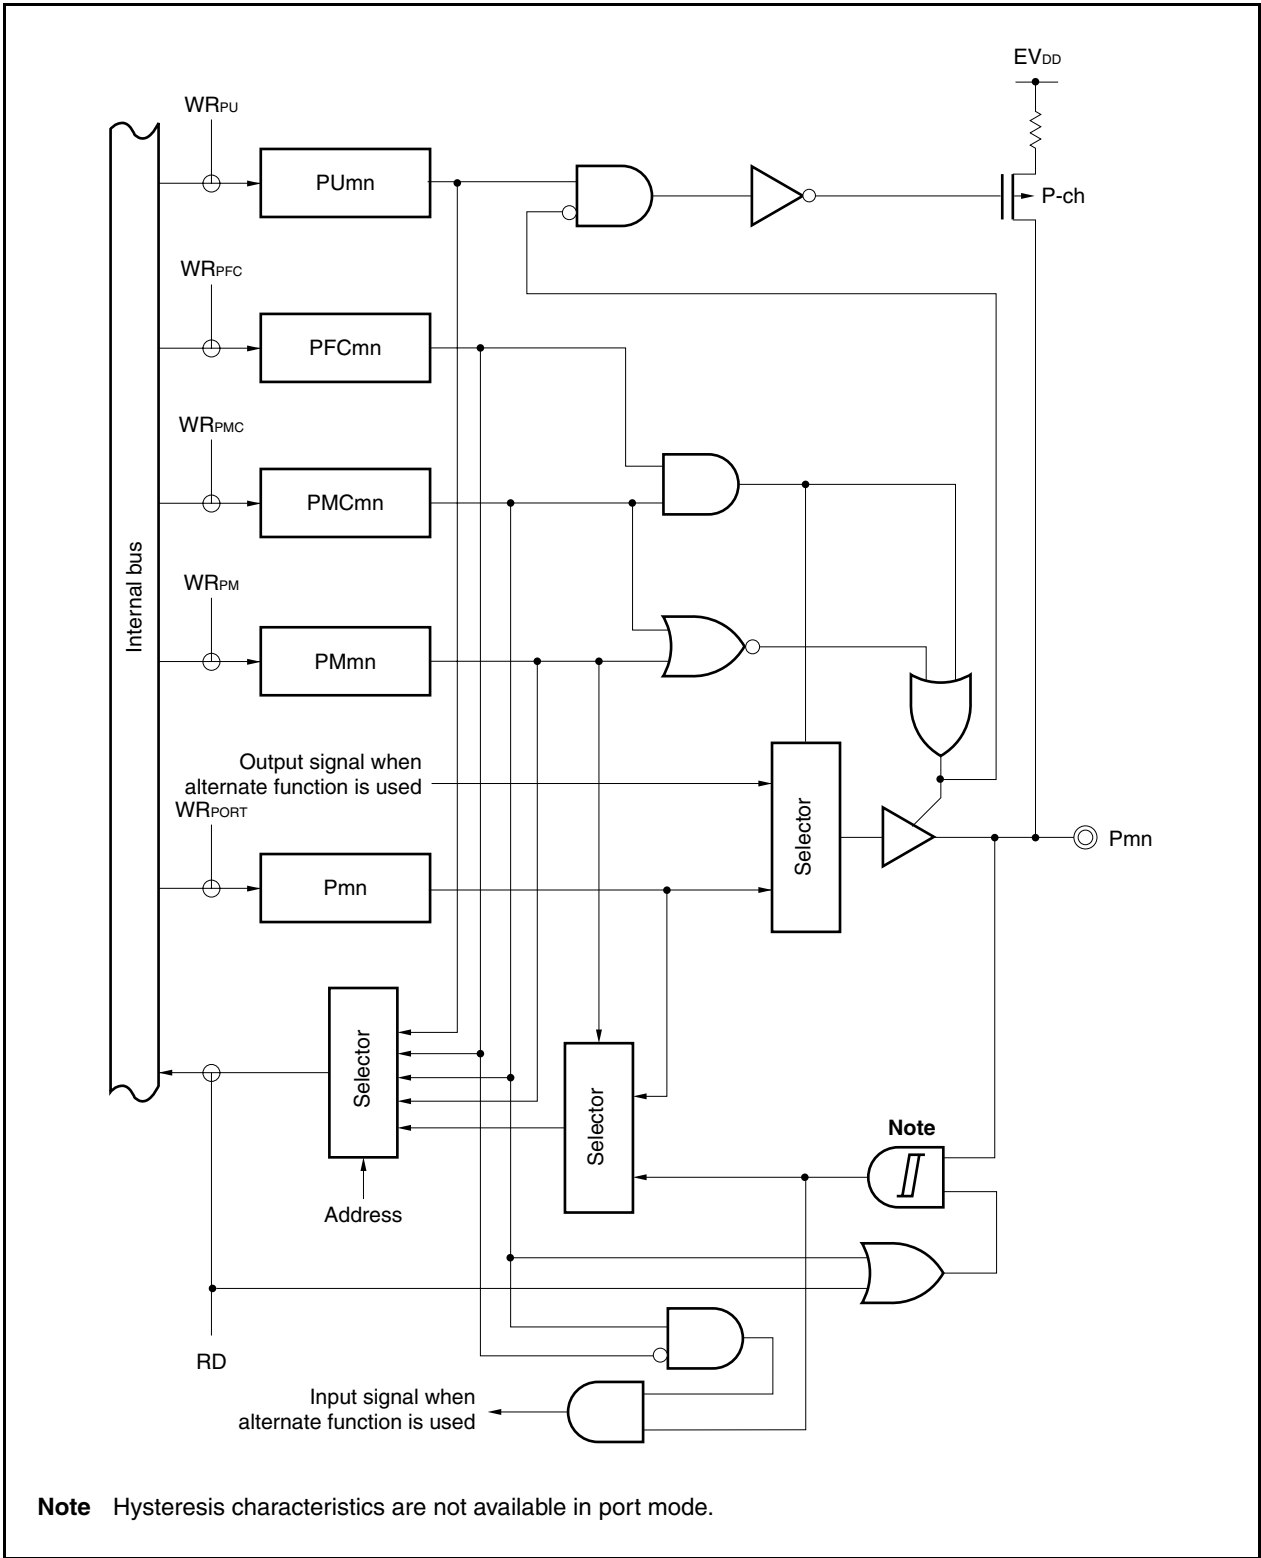 EVDD
WRPU
PUmn
P-ch
WRPFC
PFCmn
WRPMC
PMCmn
Internal bus
WRPM
PMmn
Output signal when
alternate function is used
WRPORT
Selector
Pmn
Pmn
Selector
Selector
Note
Address
RD
Input signal when
alternate function is used
Note Hysteresis characteristics are not available in port mode.